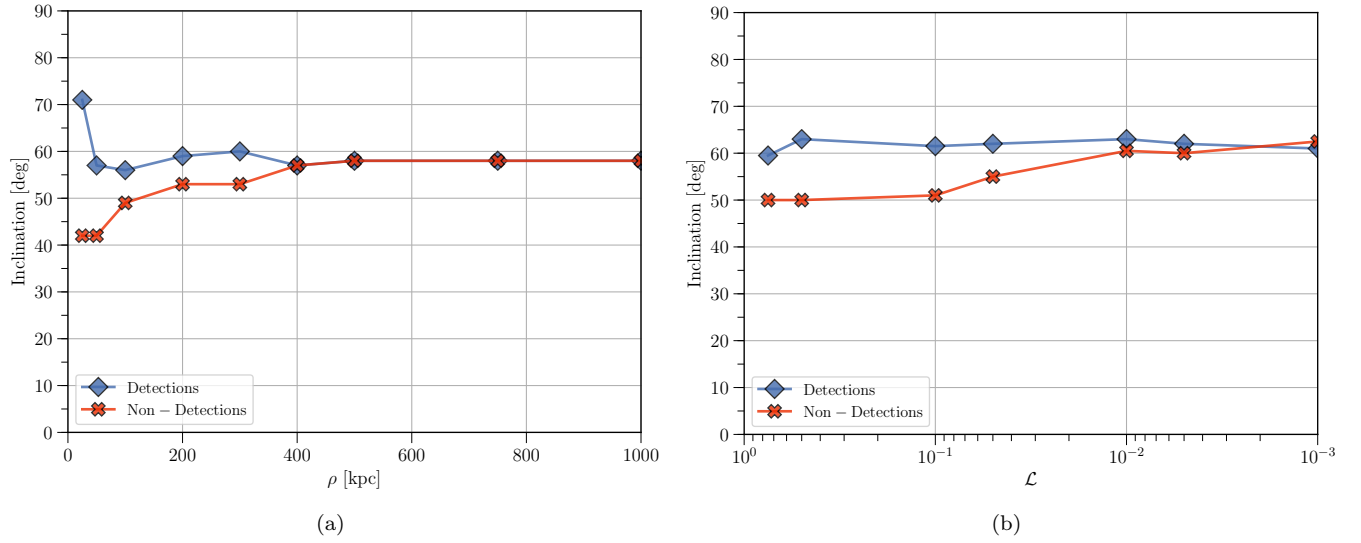 90
80
70
60
50
40
30
20
10
0
Inclination [deg]
Detections
Non − Detections
0 200 400 600 800 1000
ρ [kpc]
(a)
90
80
70
60
50
40
30
20
10
0
Inclination [deg]
Detections
Non − Detections
10⁰ 10⁻¹ 10⁻² 10⁻³
ℒ
(b)